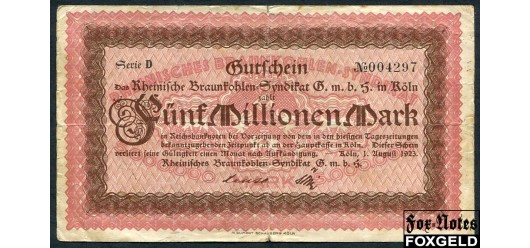 Serie D
Gutschein
№004297
Das Rheinische Braunkohlen-Syndikat G. m. b. H. in Köln
zahlt
Fünf Millionen Mark
in Reichsbanknoten bei Vorzeigung von dem in den hiesigen Tageszeitungen
bekanntzugebenden Zeitpunkt ab an der Hauptkasse in Köln. Dieser Schein
verliert seine Gültigkeit einen Monat nach Aufkündigung. Köln, 1. August 1923.
Rheinisches Braunkohlen-Syndikat G. m. b. H.
Fox Notes
FOXGELD